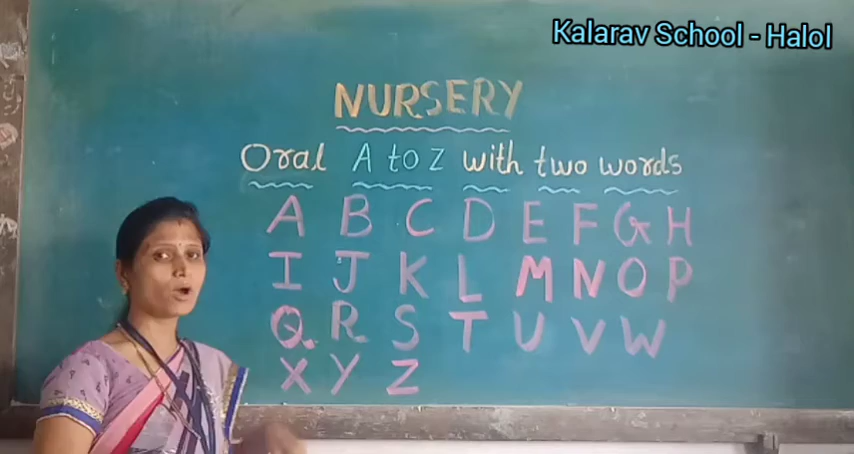 Kalarav School - Halol
NURSERY
Oral A to Z with two words
A B C D E F G H
I J K L M N O P
Q R S T U V W
X Y Z